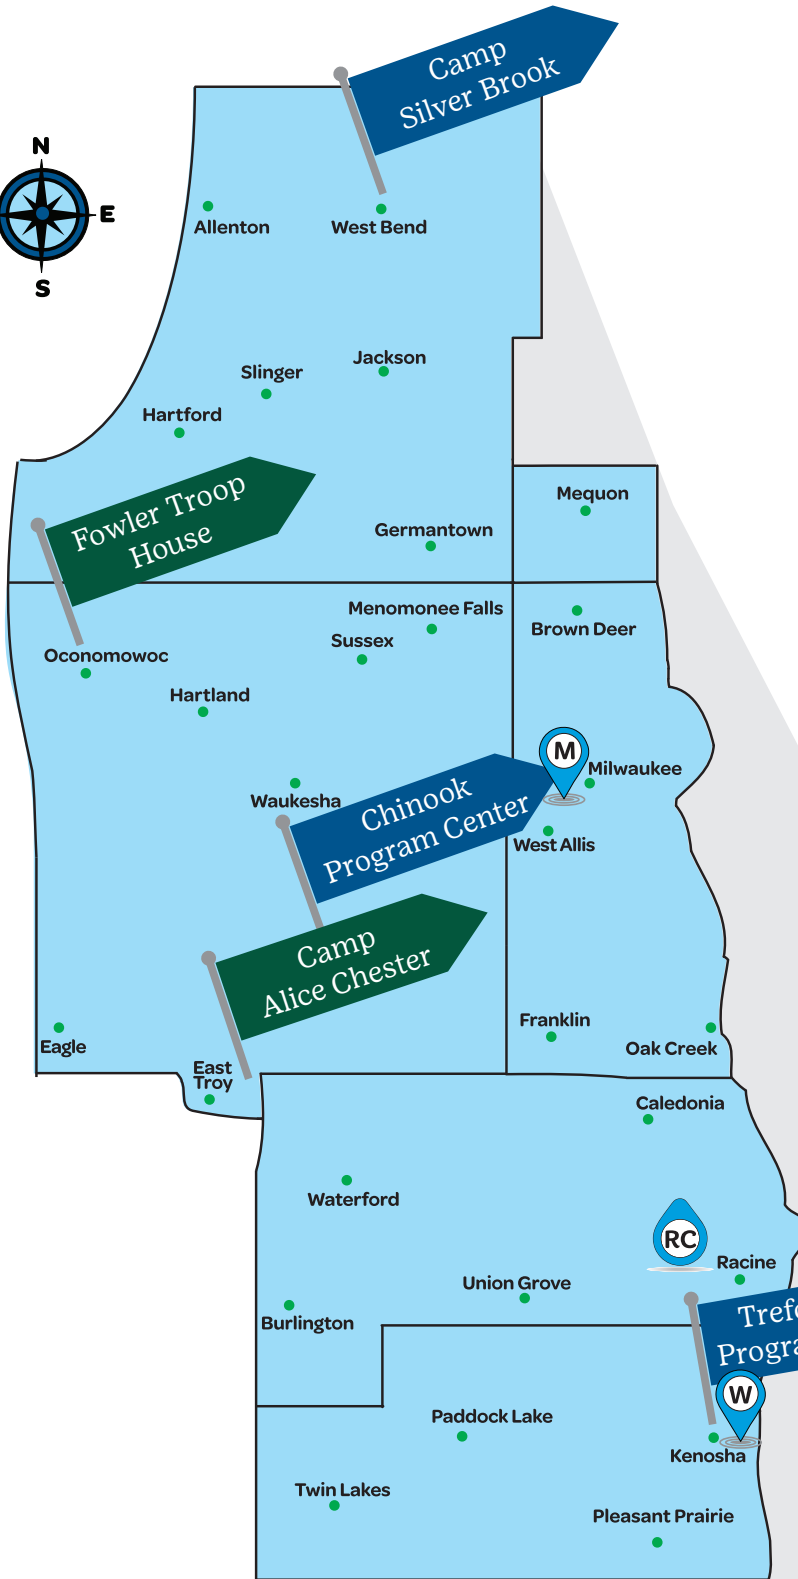 Camp
Silver Brook
N
E
S
Allenton
West Bend
Jackson
Slinger
Hartford
Fowler Troop
House
Mequon
Germantown
Menomonee Falls
Brown Deer
Sussex
Oconomowoc
Hartland
M
Milwaukee
Waukesha
Chinook
Program Center
West Allis
Camp
Alice Chester
Franklin
Eagle
Oak Creek
East
Troy
Caledonia
Waterford
RC
Racine
Union Grove
Burlington
Paddock Lake
W
Kenosha
Twin Lakes
Pleasant Prairie